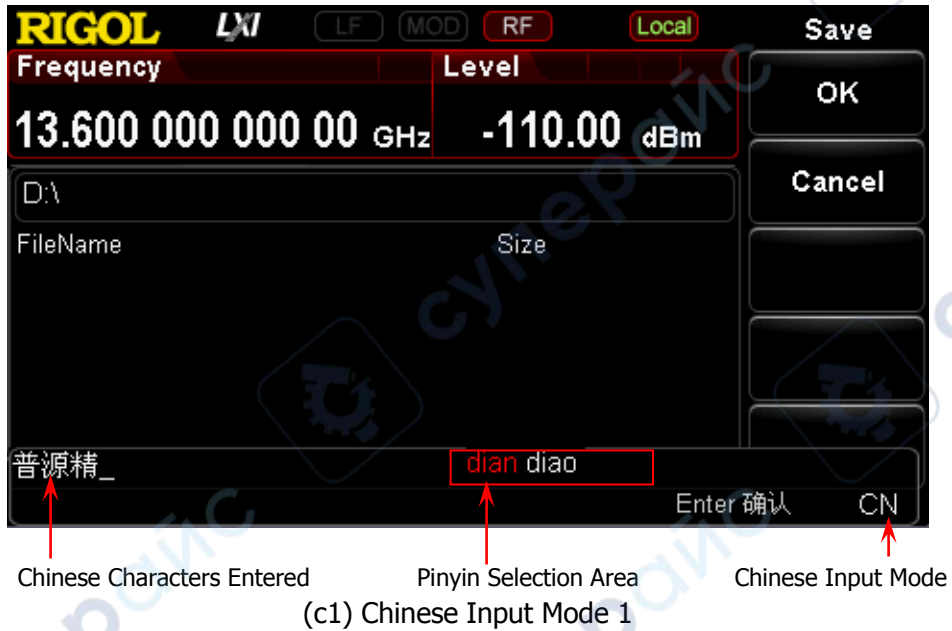 RIGOL LXI LF MOD RF Local Save
Frequency Level
OK
13.600 000 000 00 GHz -110.00 dBm
Cancel
D:\
FileName Size
普源精_ dian diao
Enter 确认 CN
Chinese Characters Entered Pinyin Selection Area Chinese Input Mode
(c1) Chinese Input Mode 1
суперайс